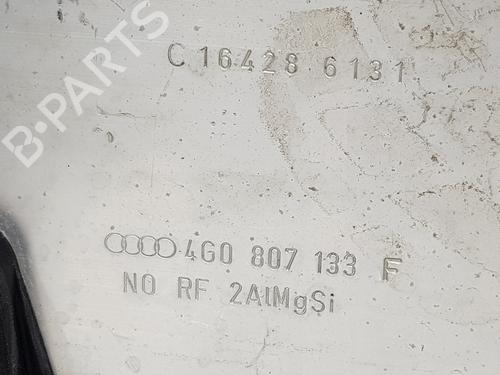 B-PARTS
C 16428 6131
4G0 807 133 F
NO RF 2AlMgSi